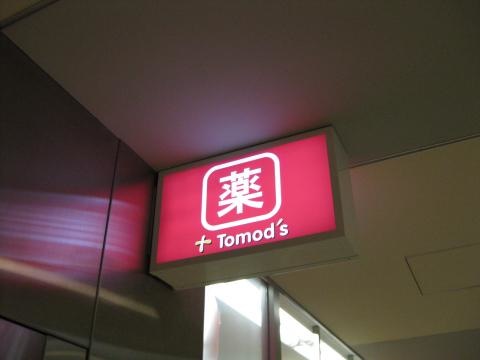 薬
Tomod's